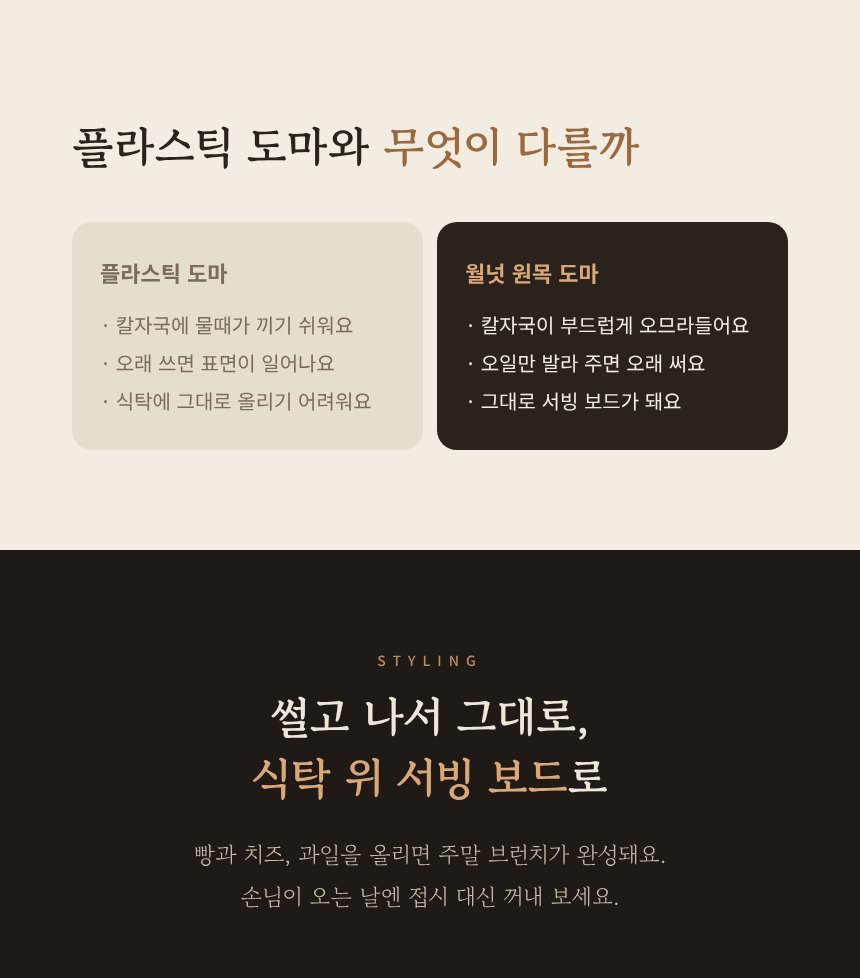 플라스틱 도마와 무엇이 다를까
플라스틱 도마
· 칼자국에 물때가 끼기 쉬워요
· 오래 쓰면 표면이 일어나요
· 식탁에 그대로 올리기 어려워요
월넛 원목 도마
· 칼자국이 부드럽게 오므라들어요
· 오일만 발라 주면 오래 써요
· 그대로 서빙 보드가 돼요
STYLING
썰고 나서 그대로,
식탁 위 서빙 보드로
빵과 치즈, 과일을 올리면 주말 브런치가 완성돼요.
손님이 오는 날엔 접시 대신 꺼내 보세요.